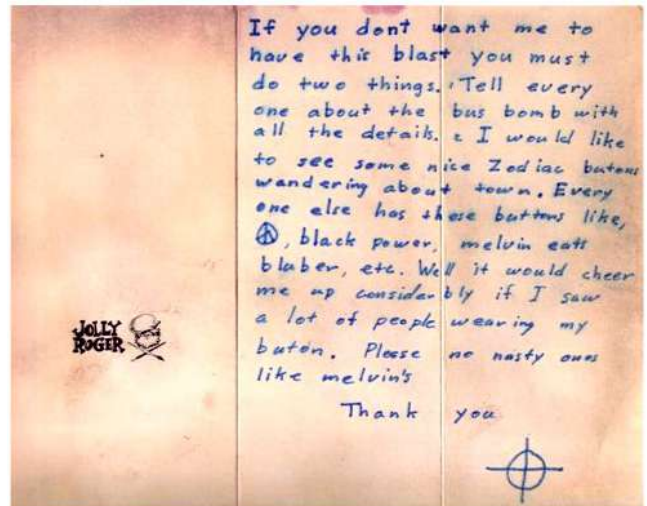 If you dont want me to
have this blast you must
do two things. 1 Tell every
one about the bus bomb with
all the details. 2 I would like
to see some nice Zodiac butons
wandering about town. Every
one else has these buttons like,
☮, black power, melvin eats
bluber, etc. Well it would cheer
me up considerbly if I saw
a lot of people wearing my
buton. Please no nasty ones
like melvin's
Thank you
JOLLY
ROGER